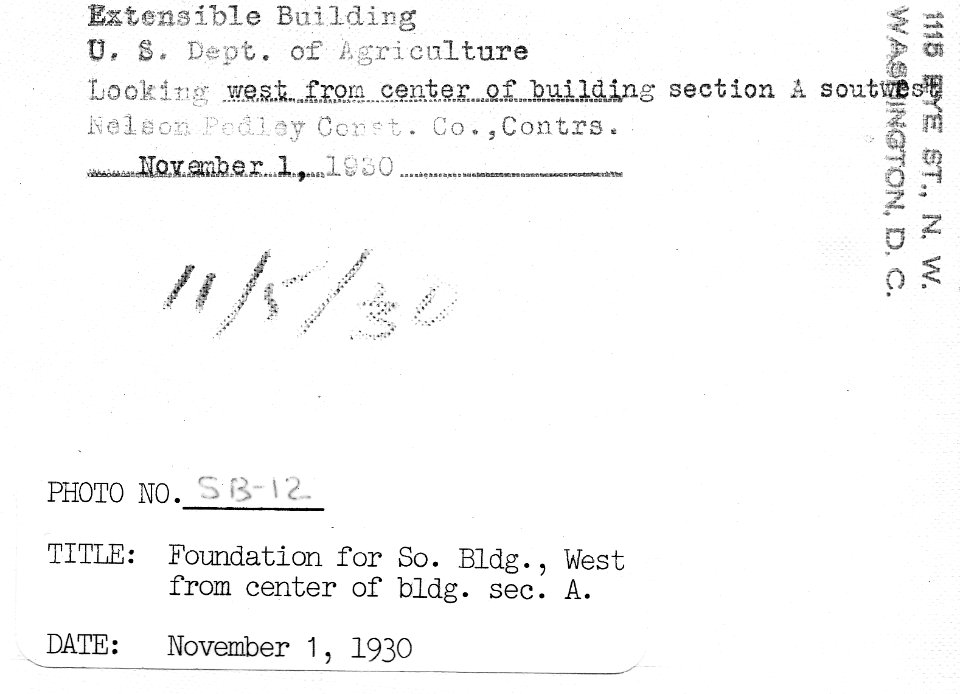 Extensible Building
U. S. Dept. of Agriculture
Looking west from center of building section A soutwest
Nelson Pedley Const. Co.,Contrs.
November 1, 1930
1115 EYE ST., N. W.
WASHINGTON, D. C.
11/5/30
PHOTO NO. SB-12
TITLE: Foundation for So. Bldg., West
from center of bldg. sec. A.
DATE: November 1, 1930